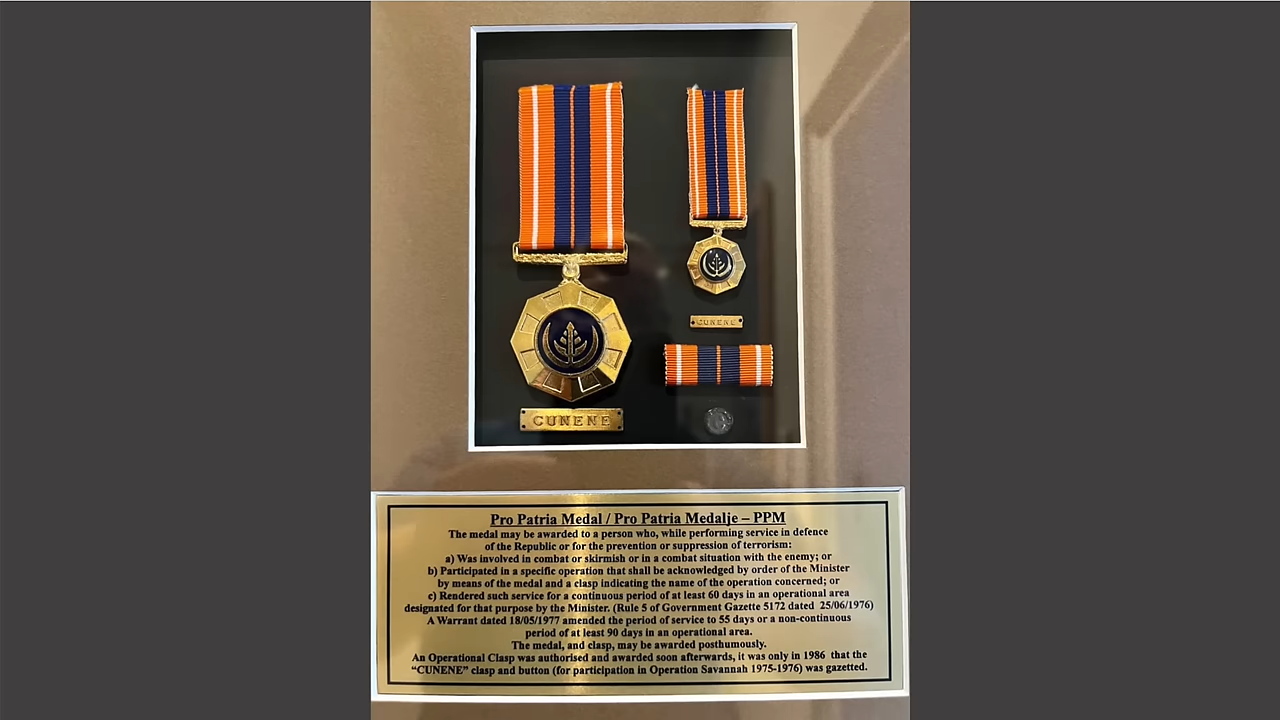 CUNENE
CUNENE
Pro Patria Medal / Pro Patria Medalje – PPM
The medal may be awarded to a person who, while performing service in defence
of the Republic or for the prevention or suppression of terrorism:
a) Was involved in combat or skirmish or in a combat situation with the enemy; or
b) Participated in a specific operation that shall be acknowledged by order of the Minister
by means of the medal and a clasp indicating the name of the operation concerned; or
c) Rendered such service for a continuous period of at least 60 days in an operational area
designated for that purpose by the Minister. (Rule 5 of Government Gazette 5172 dated 25/06/1976)
A Warrant dated 18/05/1977 amended the period of service to 55 days or a non-continuous
period of at least 90 days in an operational area.
The medal, and clasp, may be awarded posthumously.
An Operational Clasp was authorised and awarded soon afterwards, it was only in 1986 that the
“CUNENE” clasp and button (for participation in Operation Savannah 1975-1976) was gazetted.